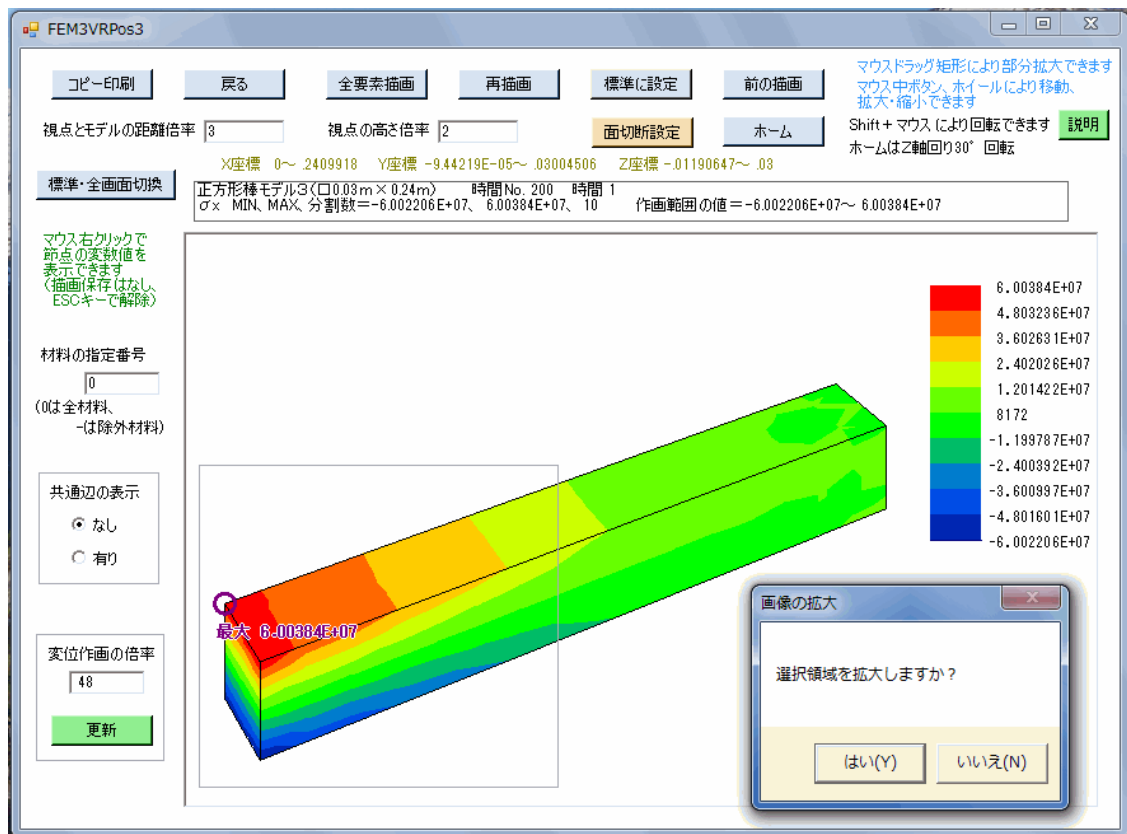 FEM3VRPos3
コピー印刷
戻る
全要素描画
再描画
標準に設定
前の描画
マウスドラッグ矩形により部分拡大できます
マウス中ボタン、ホイールにより移動、
拡大・縮小できます
視点とモデルの距離倍率 3
視点の高さ倍率 2
面切断設定
ホーム
Shift+マウスにより回転できます
説明
ホームはZ軸回り30° 回転
X座標 0～ .2409918 Y座標 -9.44219E-05～ .03004506 Z座標 -.01190647～ .03
標準・全画面切換
正方形棒モデル3(口0.03m×0.24m) 時間No. 200 時間 1
σx MIN、MAX、分割数＝-6.002206E+07、 6.00384E+07、 10 作画範囲の値＝-6.002206E+07～ 6.00384E+07
マウス右クリックで
節点の変数値を
表示できます
(描画保存はなし、
ESCキーで解除)
材料の指定番号
0
(0は全材料、
-は除外材料)
共通辺の表示
なし
有り
変位作画の倍率
48
更新
6.00384E+07
4.803236E+07
3.602631E+07
2.402026E+07
1.201422E+07
8172
-1.199787E+07
-2.400392E+07
-3.600997E+07
-4.801601E+07
-6.002206E+07
最大 6.00384E+07
画像の拡大
選択領域を拡大しますか？
はい(Y)
いいえ(N)